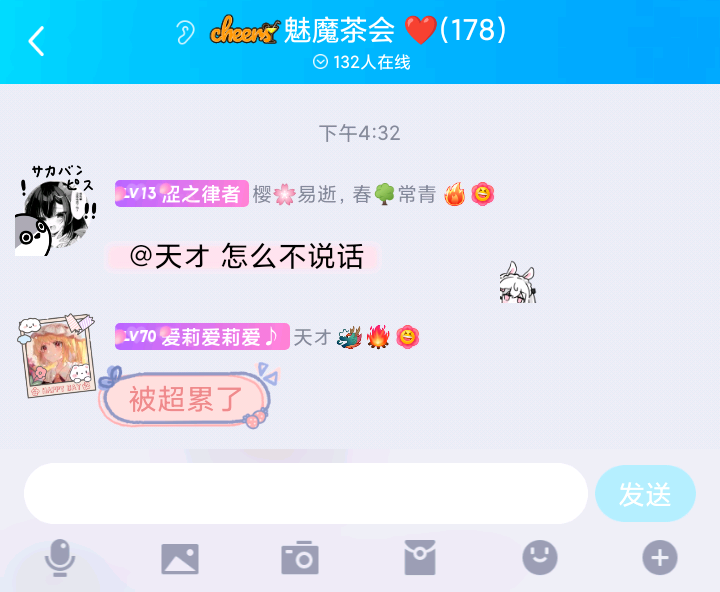 cheers 魅魔茶会 ❤️(178)
132人在线
下午4:32
サカバン
ピス
!
!!
LV13 涩之律者 樱🌸易逝, 春🌳常青 🔥
@天才 怎么不说话
LV70 爱莉爱莉爱♪ 天才 🐲🔥
HAPPY DAY
被超累了
发送